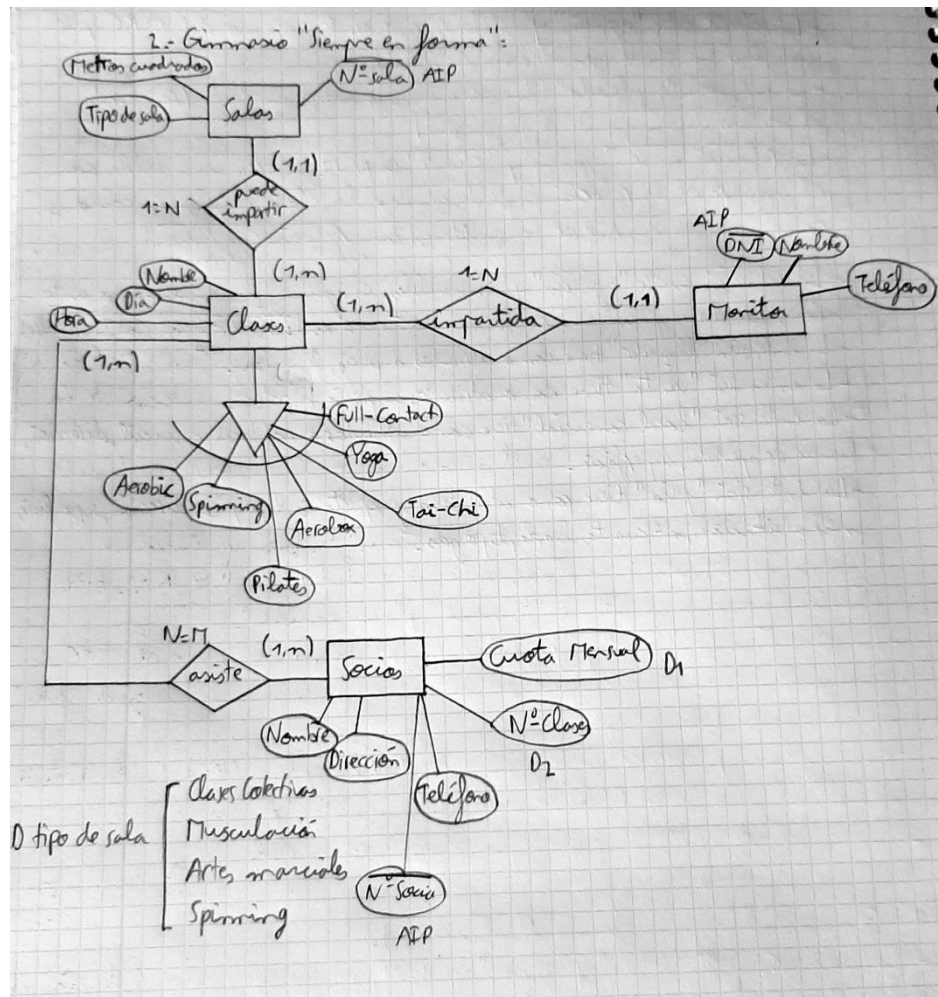 2.- Gimnasio "Siempre en forma":
Metros cuadrados
Nº sala AIP
Tipo de sala
Salas
(1,1)
1:N
puede
impartir
(1,n)
Nombre
Día
Hora
Clases
(1,n)
1:N
impartida
(1,1)
AIP
DNI Nombre
Teléfono
Monitor
(1,n)
Full-Contact
Yoga
Tai-Chi
Aerobic
Spinning
Aerobox
Pilates
N:M
(1,n)
asiste
Socios
Cuota Mensual D1
Nº Clases
D2
Nombre
Dirección
Teléfono
Nº Socio
AIP
D tipo de sala
Clases Colectivas
Musculación
Artes marciales
Spinning